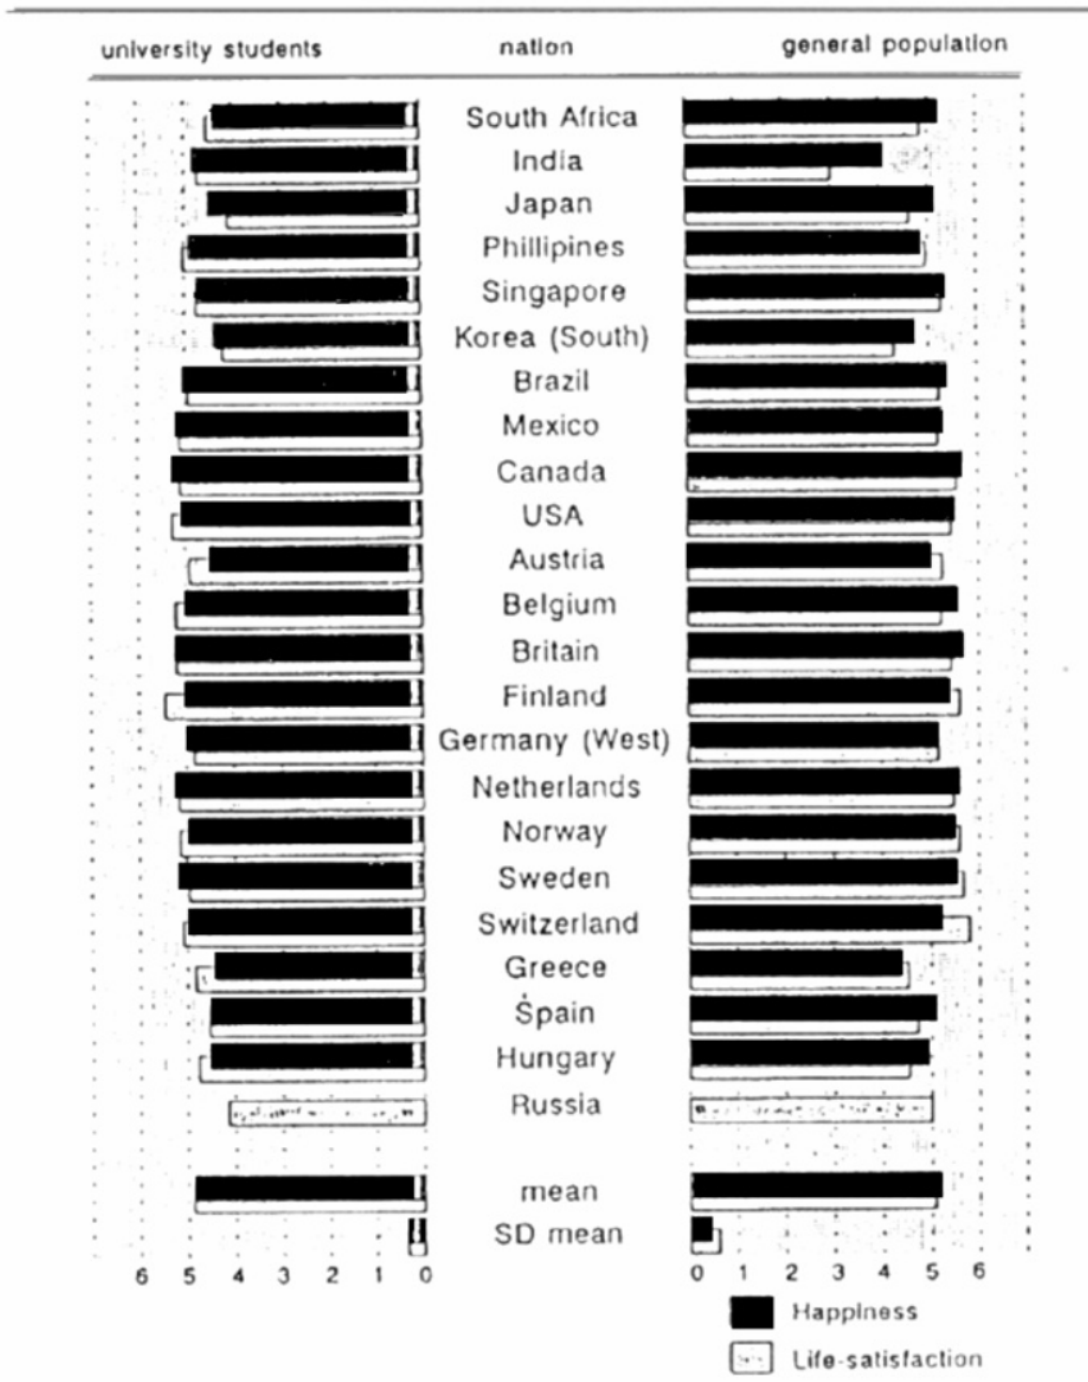 university students nation general population
South Africa
India
Japan
Phillipines
Singapore
Korea (South)
Brazil
Mexico
Canada
USA
Austria
Belgium
Britain
Finland
Germany (West)
Netherlands
Norway
Sweden
Switzerland
Greece
Spain
Hungary
Russia
mean
SD mean
6 5 4 3 2 1 0 0 1 2 3 4 5 6
Happiness
Life-satisfaction